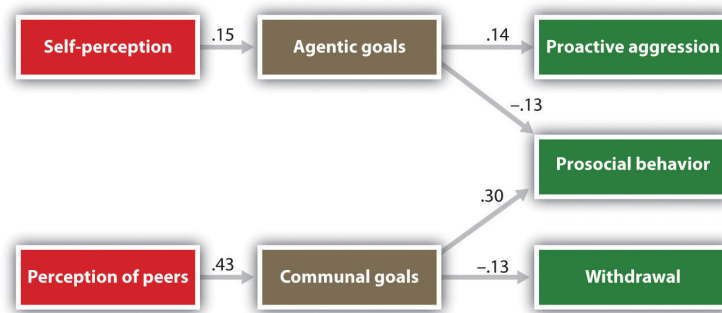 Self-perception
.15
Agentic goals
.14
Proactive aggression
–.13
Prosocial behavior
.30
Perception of peers
.43
Communal goals
–.13
Withdrawal